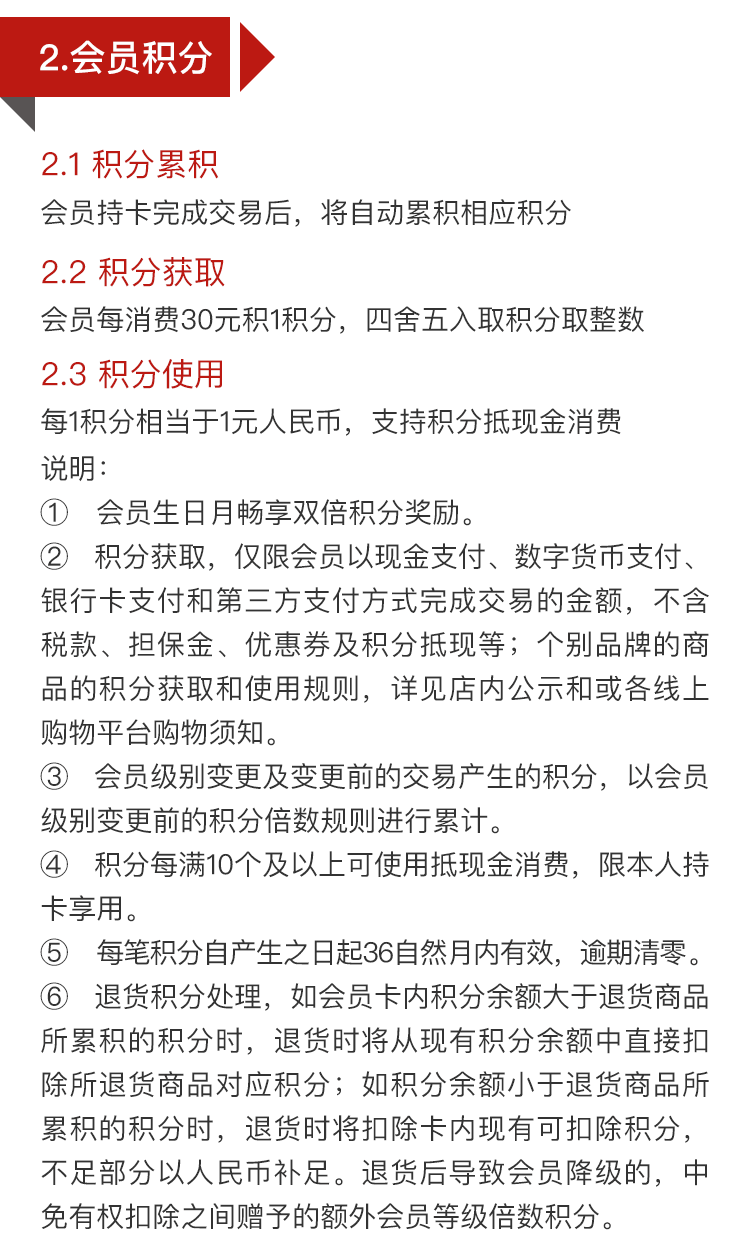 2.会员积分
2.1 积分累积
会员持卡完成交易后，将自动累积相应积分
2.2 积分获取
会员每消费30元积1积分，四舍五入取积分取整数
2.3 积分使用
每1积分相当于1元人民币，支持积分抵现金消费
说明：
① 会员生日月畅享双倍积分奖励。
② 积分获取，仅限会员以现金支付、数字货币支付、
银行卡支付和第三方支付方式完成交易的金额，不含
税款、担保金、优惠券及积分抵现等；个别品牌的商
品的积分获取和使用规则，详见店内公示和或各线上
购物平台购物须知。
③ 会员级别变更及变更前的交易产生的积分，以会员
级别变更前的积分倍数规则进行累计。
④ 积分每满10个及以上可使用抵现金消费，限本人持
卡享用。
⑤ 每笔积分自产生之日起36自然月内有效，逾期清零。
⑥ 退货积分处理，如会员卡内积分余额大于退货商品
所累积的积分时，退货时将从现有积分余额中直接扣
除所退货商品对应积分；如积分余额小于退货商品所
累积的积分时，退货时将扣除卡内现有可扣除积分，
不足部分以人民币补足。退货后导致会员降级的，中
免有权扣除之间赠予的额外会员等级倍数积分。